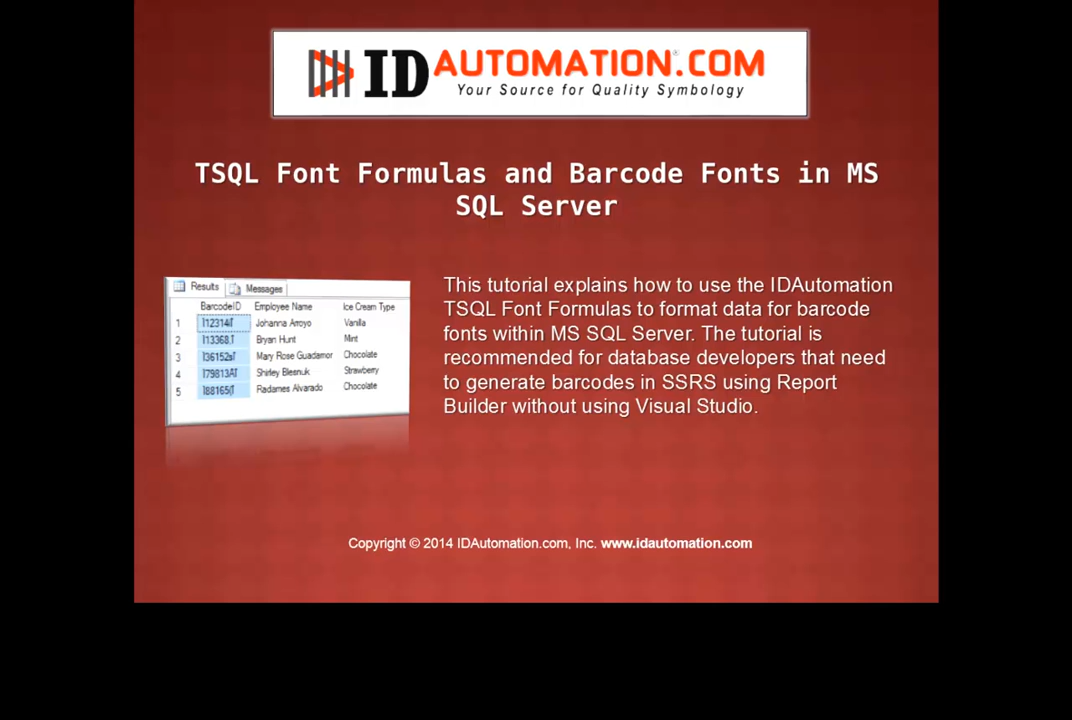 IDAUTOMATION.COM
Your Source for Quality Symbology
TSQL Font Formulas and Barcode Fonts in MS
SQL Server
Results Messages
BarcodeID Employee Name Ice Cream Type
1 Johanna Arroyo Vanilla
2 Bryan Hunt Mint
3 Mary Rose Guadamor Chocolate
4 Shirley Blesnuk Strawberry
5 Radames Alvarado Chocolate
This tutorial explains how to use the IDAutomation
TSQL Font Formulas to format data for barcode
fonts within MS SQL Server. The tutorial is
recommended for database developers that need
to generate barcodes in SSRS using Report
Builder without using Visual Studio.
Copyright © 2014 IDAutomation.com, Inc. www.idautomation.com